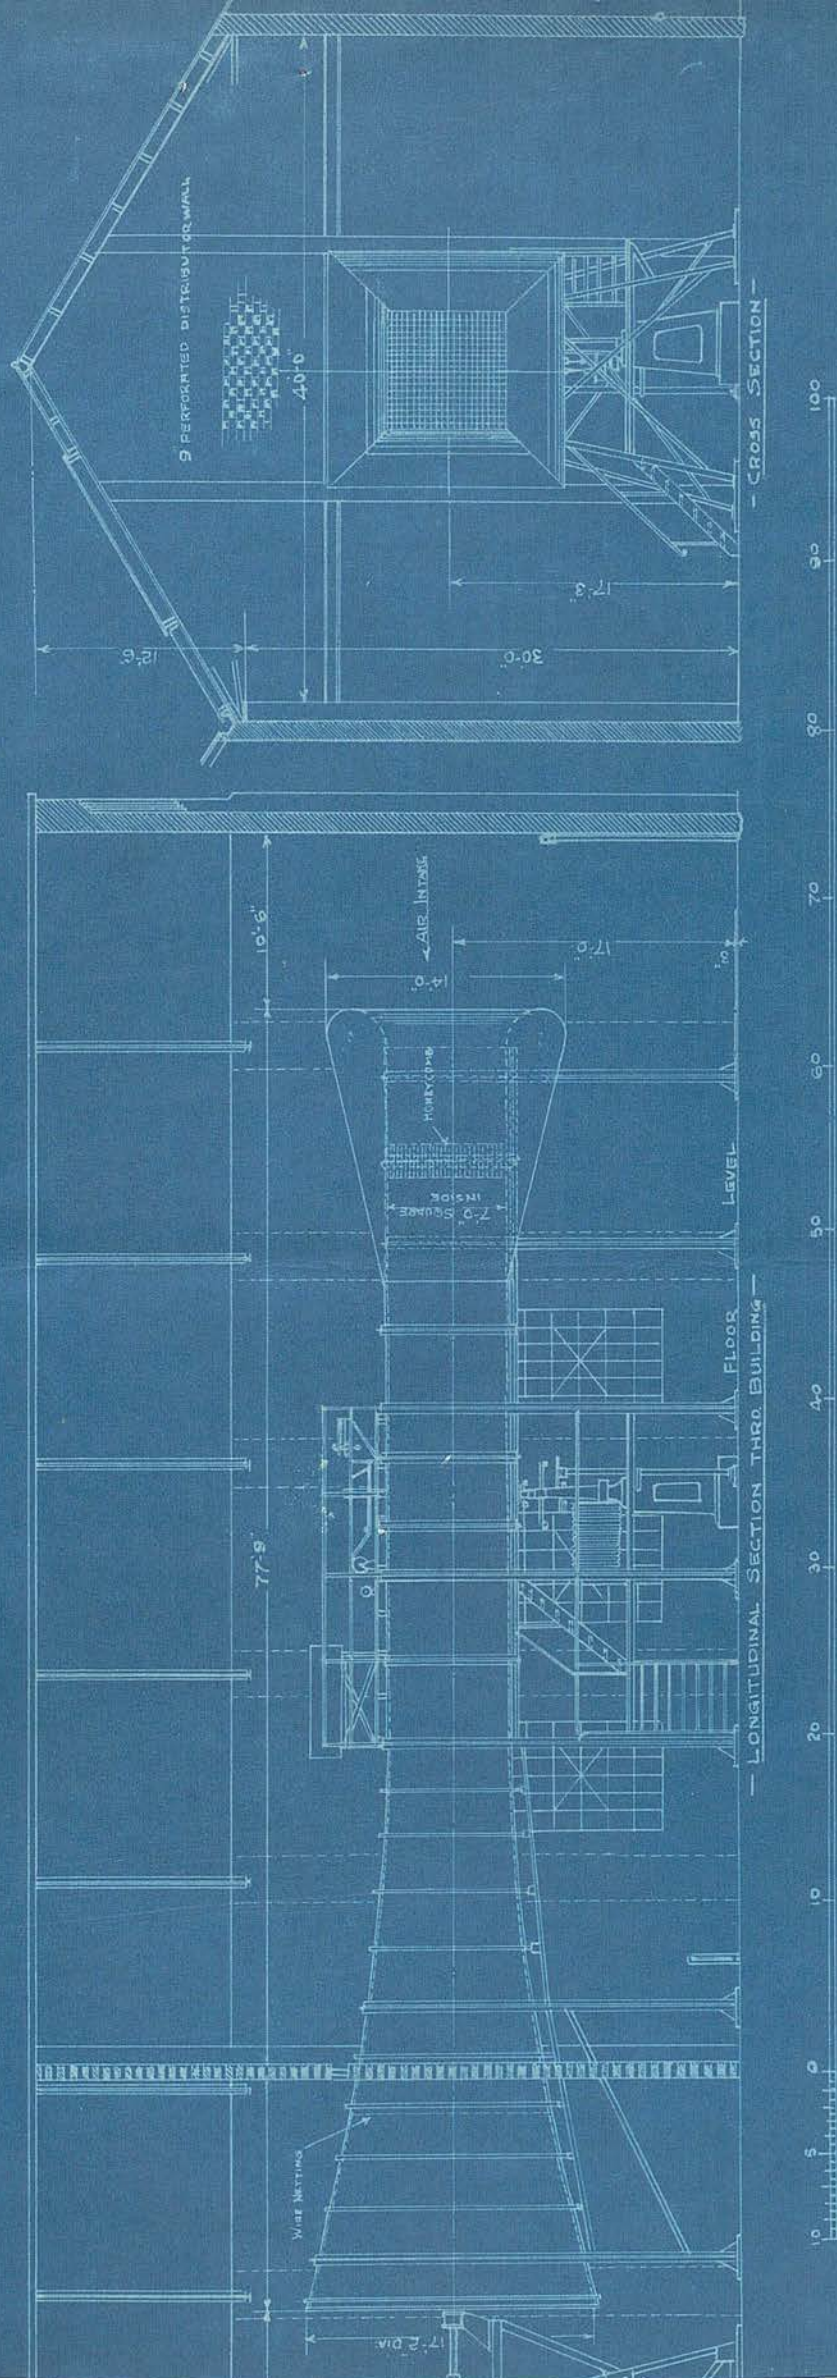 9" PERFORATED DISTRIBUTOR WALL
40'-0"
12'-6"
30'-0"
17'-3"
- CROSS SECTION -
10'-6"
AIR INTAKE
14'-0"
17'-0"
3"
HONEYCOMB
7'-0" SQUARE
INSIDE
77'-9"
FLOOR LEVEL
- LONGITUDINAL SECTION THRO. BUILDING -
WIRE NETTING
17'-2" DIA.
10 5 0 10 20 30 40 50 60 70 80 90 100